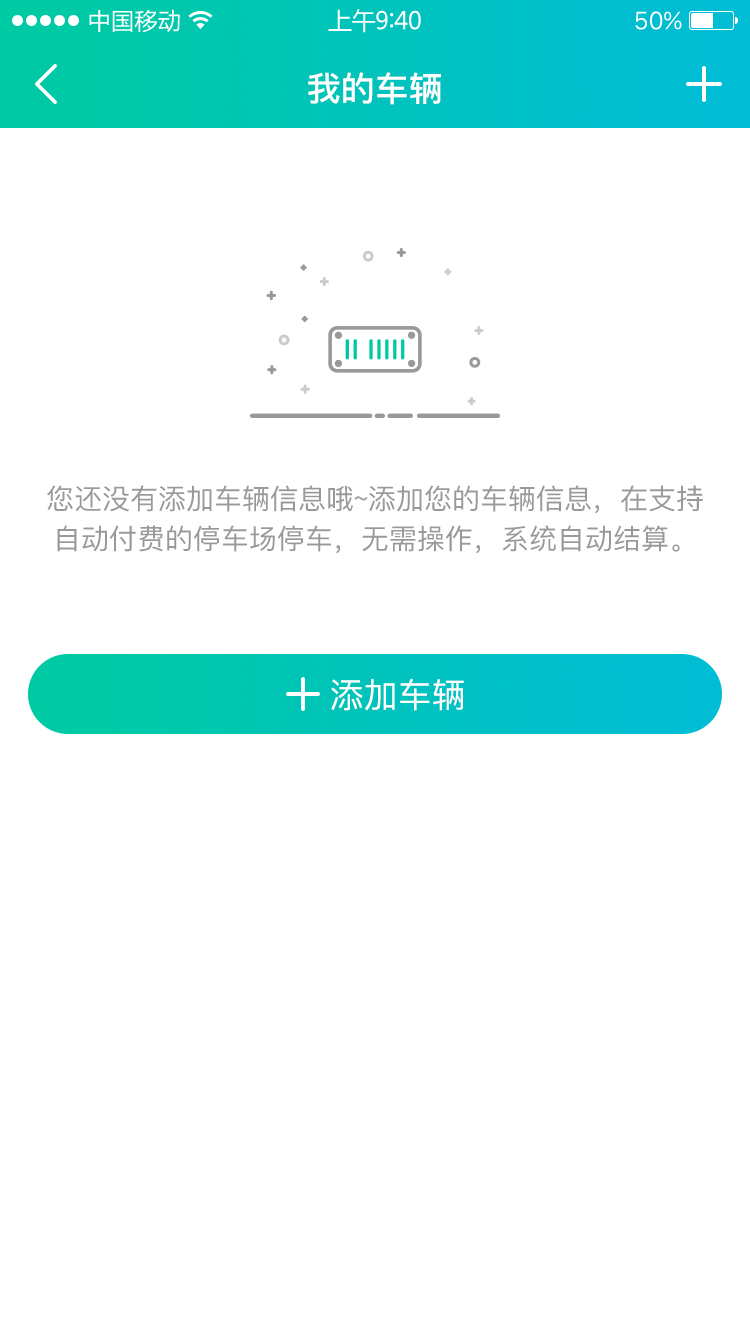 中国移动 上午9:40 50%
我的车辆
您还没有添加车辆信息哦~添加您的车辆信息，在支持
自动付费的停车场停车，无需操作，系统自动结算。
添加车辆